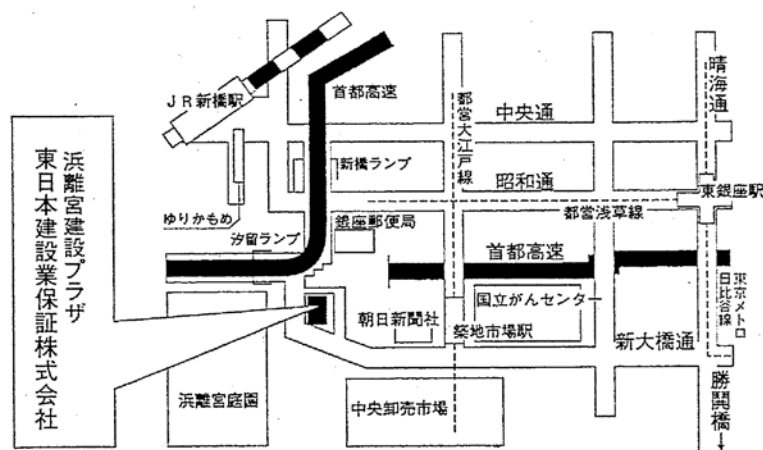 浜離宮建設プラザ
東日本建設業保証株式会社
JR新橋駅
首都高速
都営大江戸線
中央通
晴海通
新橋ランプ
昭和通
東銀座駅
ゆりかもめ
汐留ランプ
銀座郵便局
都営浅草線
首都高速
東京メトロ
日比谷線
朝日新聞社
国立がんセンター
築地市場駅
新大橋通
浜離宮庭園
中央卸売市場
勝開橋